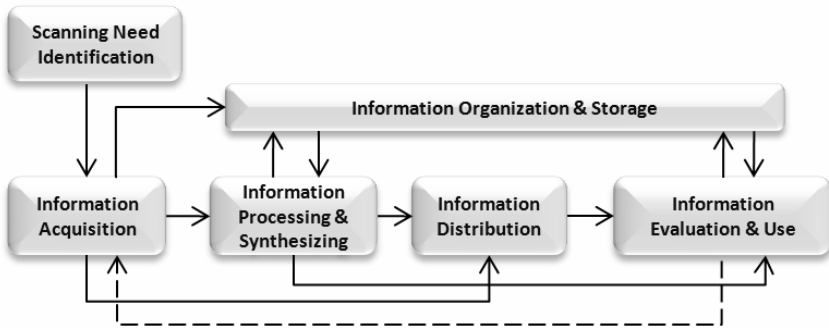 Scanning Need
Identification
Information Organization & Storage
Information
Acquisition
Information
Processing &
Synthesizing
Information
Distribution
Information
Evaluation & Use